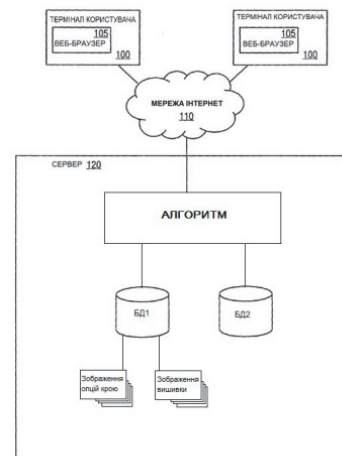 ТЕРМІНАЛ КОРИСТУВАЧА
105
ВЕБ-БРАУЗЕР
100
ТЕРМІНАЛ КОРИСТУВАЧА
105
ВЕБ-БРАУЗЕР
100
МЕРЕЖА ІНТЕРНЕТ
110
СЕРВЕР 120
АЛГОРИТМ
БД1
БД2
Зображення
опцій крою
Зображення
вишивки